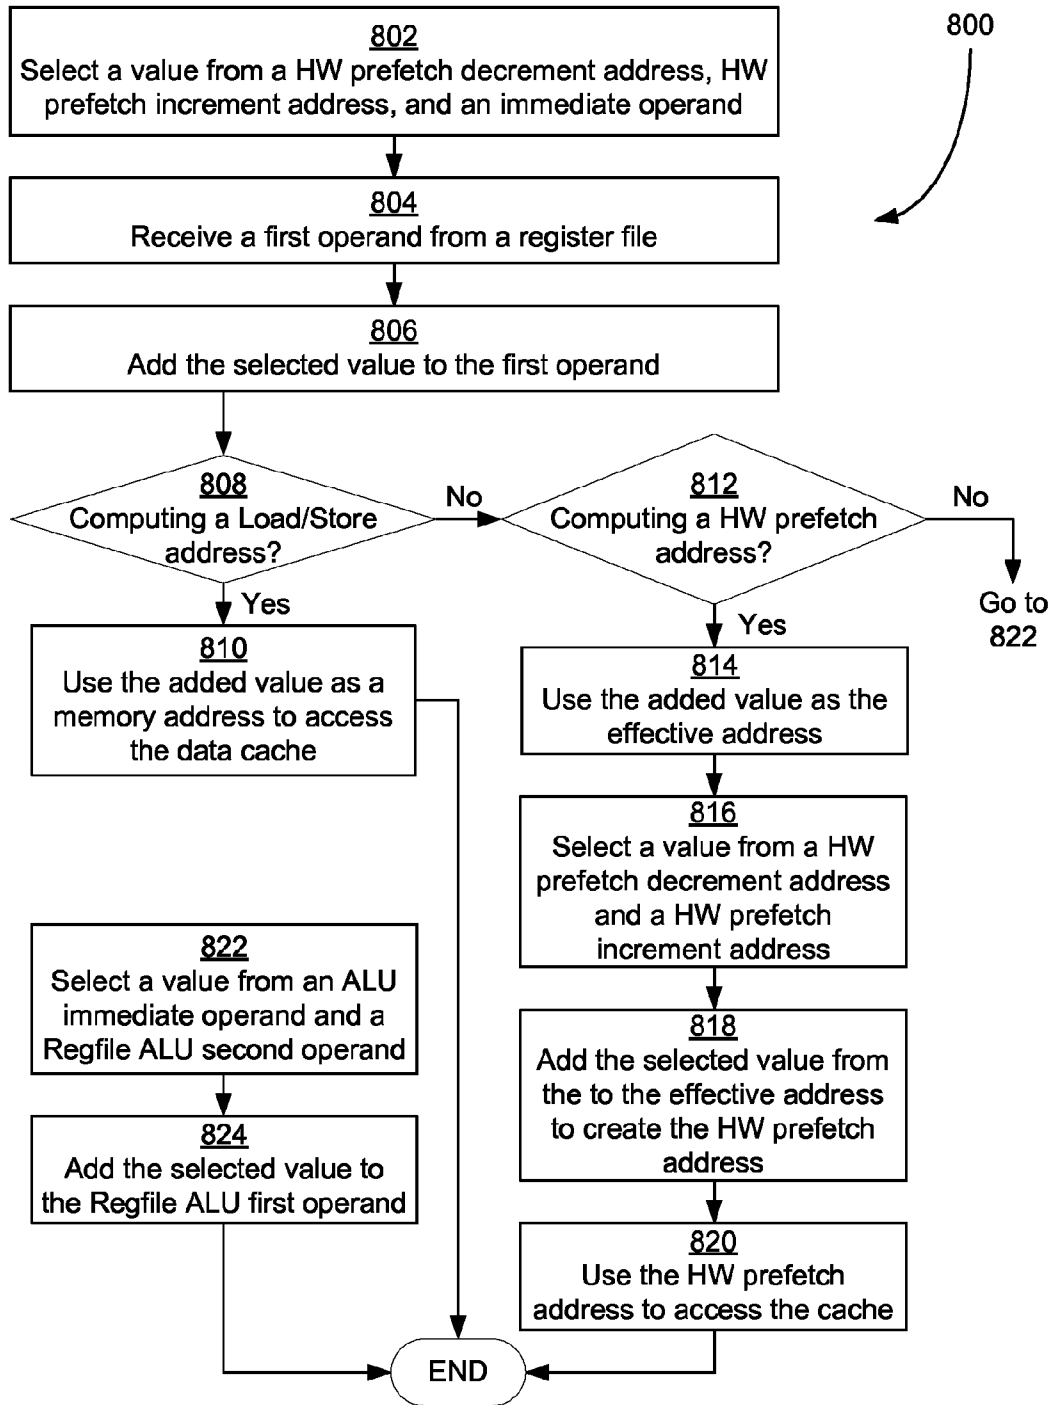 800
802
Select a value from a HW prefetch decrement address, HW
prefetch increment address, and an immediate operand
804
Receive a first operand from a register file
806
Add the selected value to the first operand
808
Computing a Load/Store
address?
No
812
Computing a HW prefetch
address?
No
Go to
822
Yes
810
Use the added value as a
memory address to access
the data cache
Yes
814
Use the added value as the
effective address
816
Select a value from a HW
prefetch decrement address
and a HW prefetch
increment address
818
Add the selected value from
the to the effective address
to create the HW prefetch
address
820
Use the HW prefetch
address to access the cache
822
Select a value from an ALU
immediate operand and a
Regfile ALU second operand
824
Add the selected value to
the Regfile ALU first operand
END